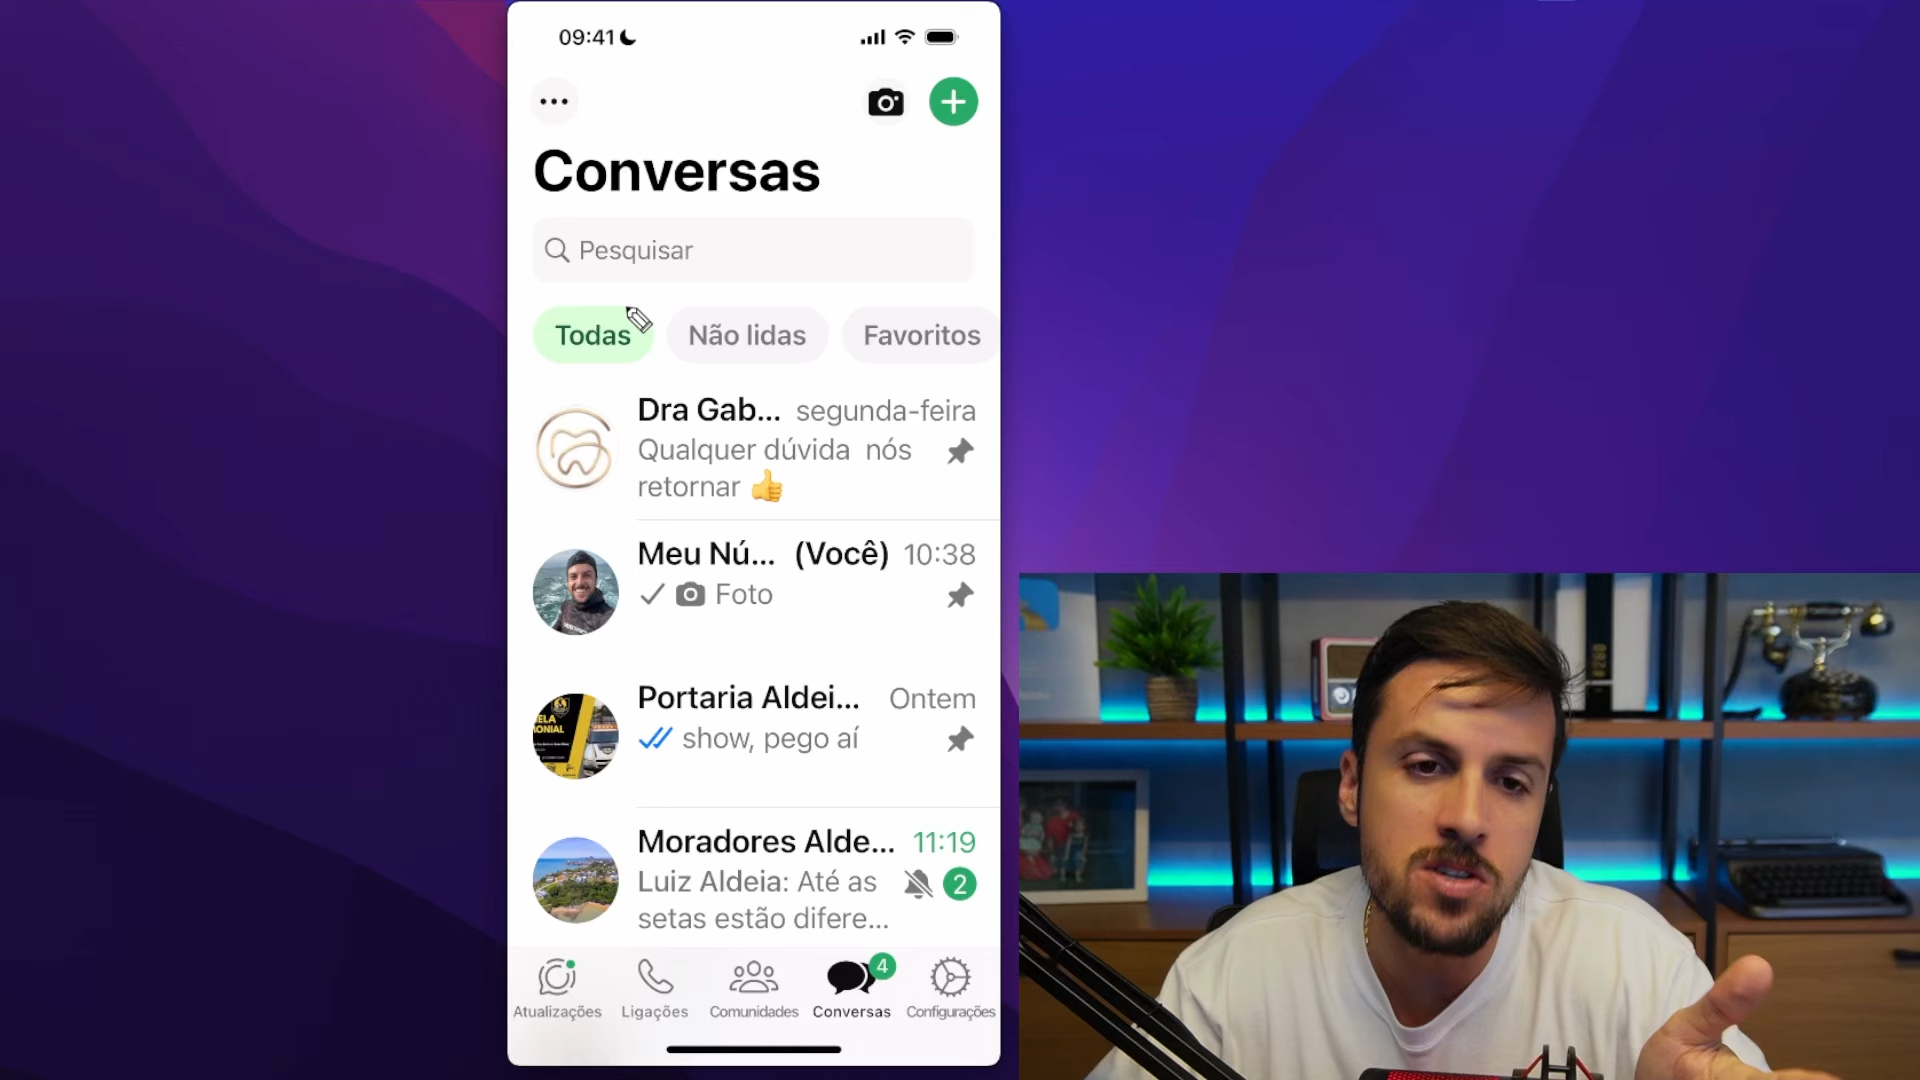 09:41
Conversas
Pesquisar
Todas
Não lidas
Favoritos
Dra Gab... segunda-feira
Qualquer dúvida nós
retornar 👍
Meu Nú... (Você) 10:38
Foto
Portaria Aldei... Ontem
show, pego aí
ELA
ONIAL
Moradores Alde... 11:19
Luiz Aldeia: Até as
setas estão difere...
2
4
Atualizações
Ligações
Comunidades
Conversas
Configurações